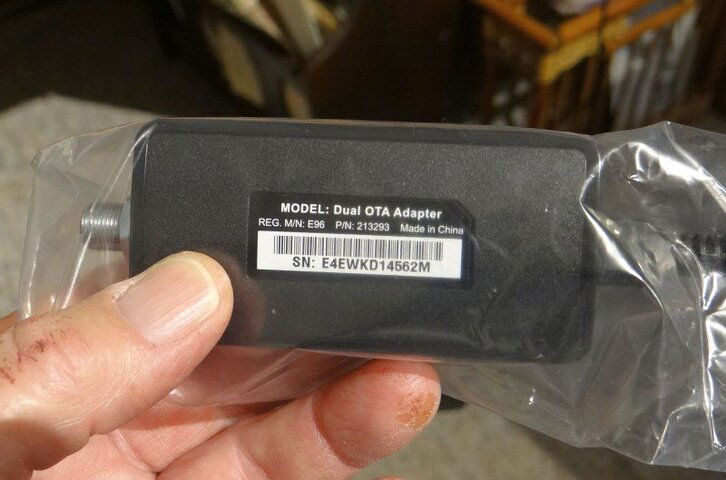 MODEL: Dual OTA Adapter
REG. M/N: E96 P/N: 213293 Made in China
SN: E4EWKD14562M